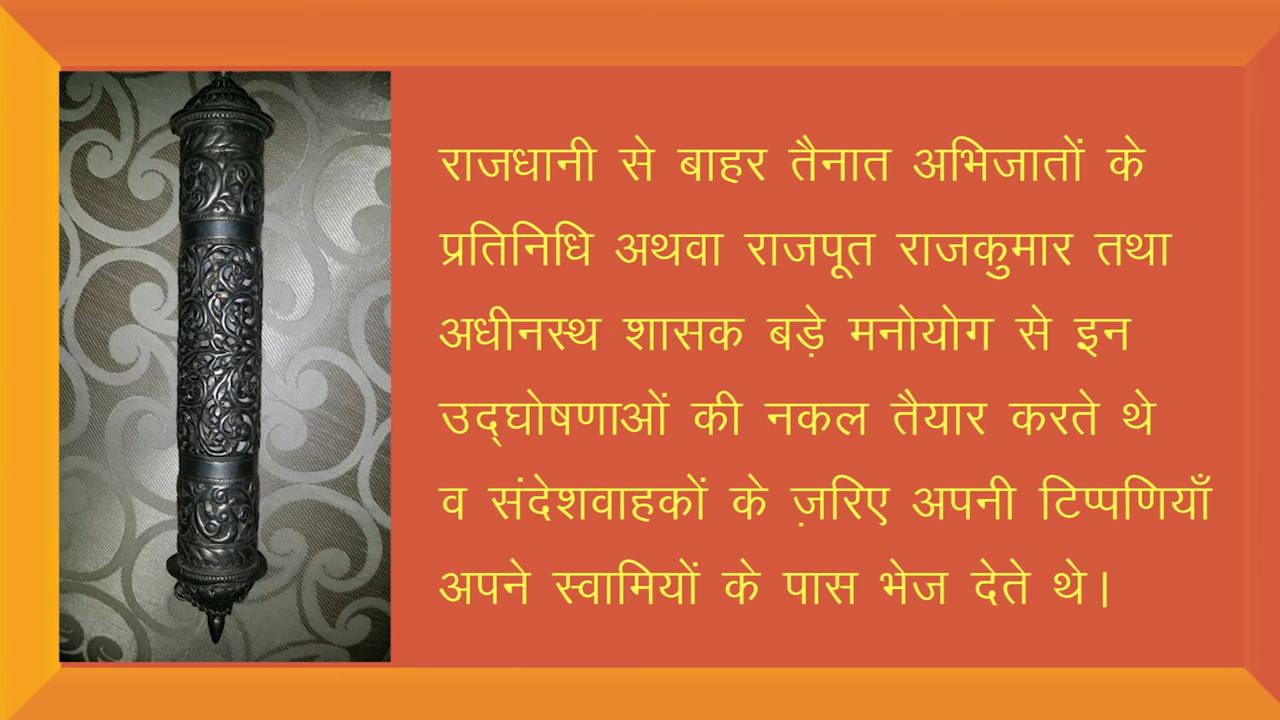 राजधानी से बाहर तैनात अभिजातों के
प्रतिनिधि अथवा राजपूत राजकुमार तथा
अधीनस्थ शासक बड़े मनोयोग से इन
उद्घोषणाओं की नकल तैयार करते थे
व संदेशवाहकों के ज़रिए अपनी टिप्पणियाँ
अपने स्वामियों के पास भेज देते थे।